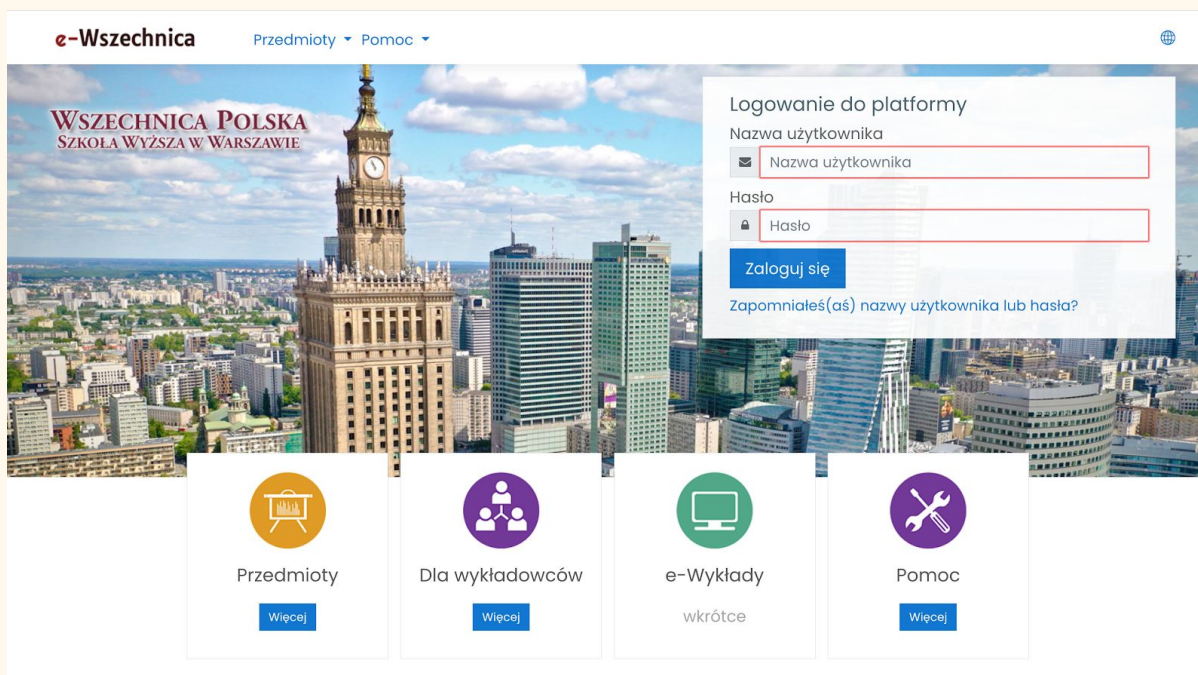 e-Wszechnica
Przedmioty Pomoc
WSZECHNICA POLSKA
SZKOŁA WYŻSZA W WARSZAWIE
Logowanie do platformy
Nazwa użytkownika
Nazwa użytkownika
Hasło
Hasło
Zaloguj się
Zapomniałeś(aś) nazwy użytkownika lub hasła?
Przedmioty
Więcej
Dla wykładowców
Więcej
e-Wykłady
wkrótce
Pomoc
Więcej